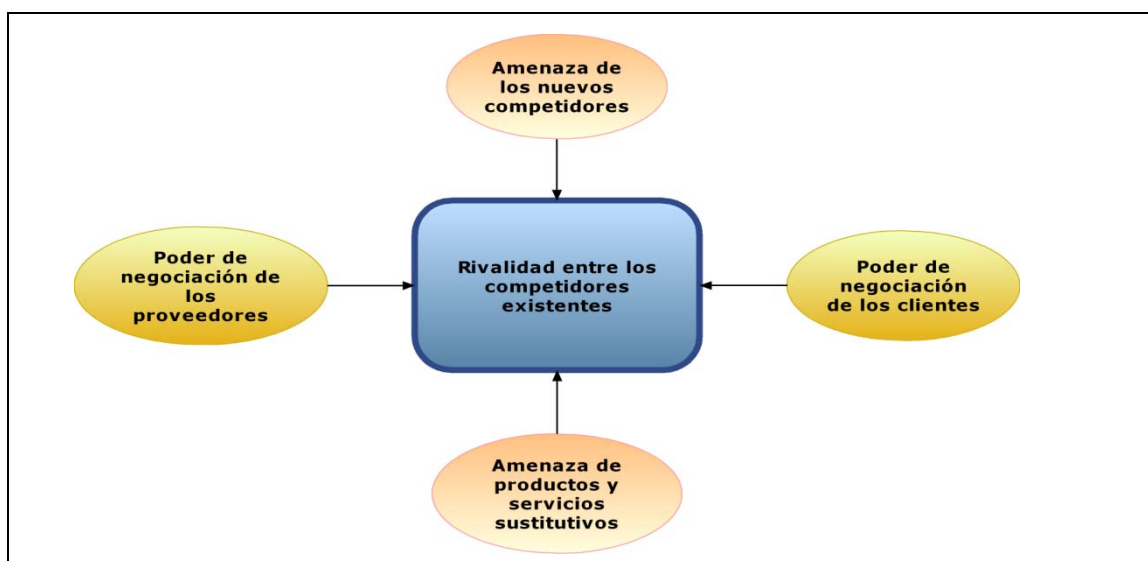 Amenaza de
los nuevos
competidores
Poder de
negociación de
los
proveedores
Rivalidad entre los
competidores
existentes
Poder de
negociación
de los clientes
Amenaza de
productos y
servicios
sustitutivos